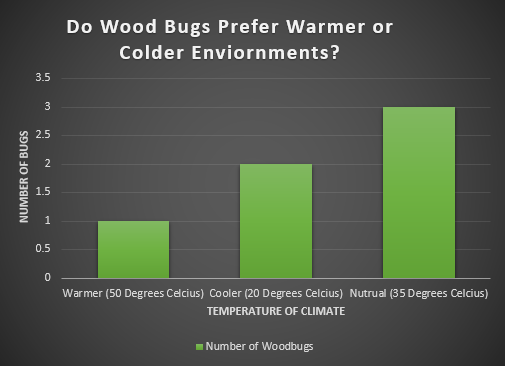 Do Wood Bugs Prefer Warmer or
Colder Enviornments?
3.5
3
2.5
2
1.5
1
0.5
0
NUMBER OF BUGS
Warmer (50 Degrees Celcius) Cooler (20 Degrees Celcius) Nutrual (35 Degrees Celcius)
TEMPERATURE OF CLIMATE
Number of Woodbugs